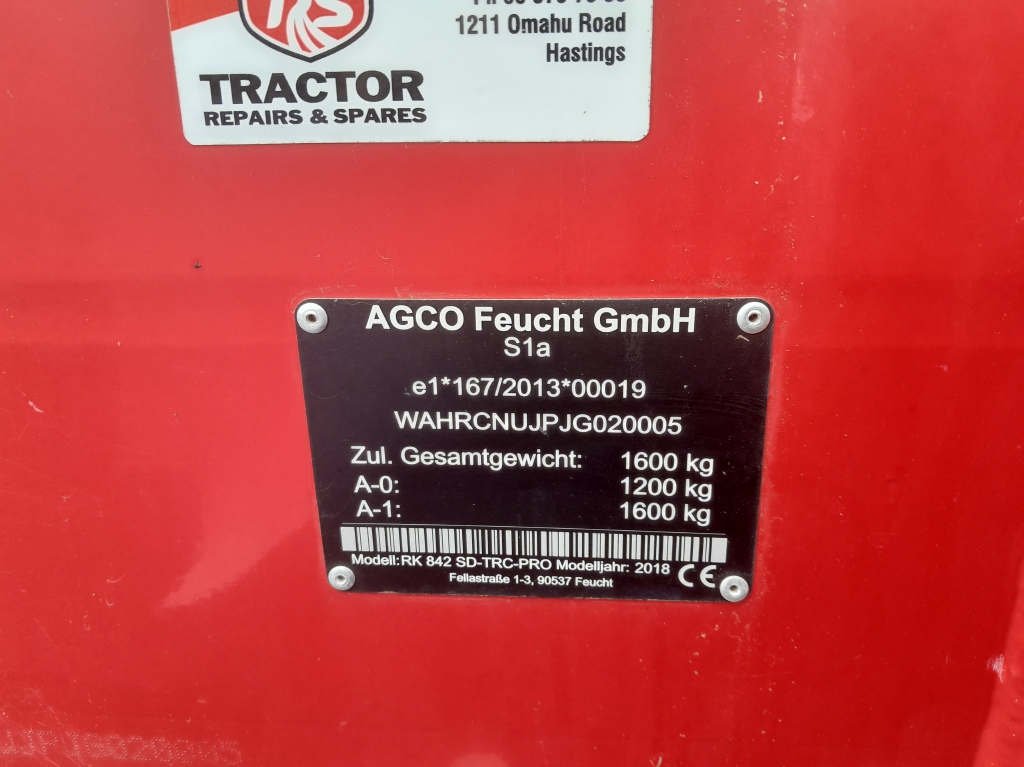 1211 Omahu Road
Hastings
TRACTOR
REPAIRS & SPARES
AGCO Feucht GmbH
S1a
e1*167/2013*00019
WAHRCNUJPJG020005
Zul. Gesamtgewicht: 1600 kg
A-0: 1200 kg
A-1: 1600 kg
Modell: RK 842 SD-TRC-PRO Modelljahr: 2018 CE
Fellastraße 1-3, 90537 Feucht